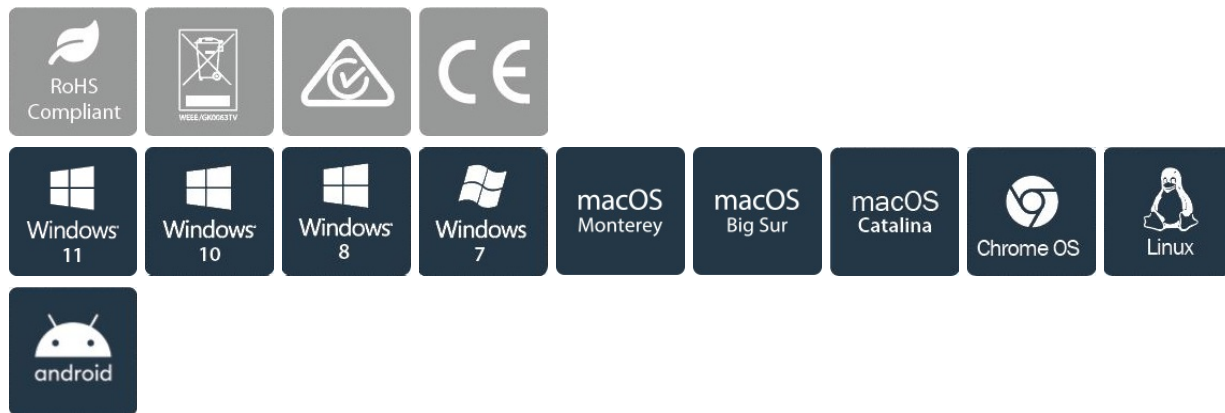 RoHS
Compliant
WEEE/GK0063TV
CE
Windows
11
Windows
10
Windows
8
Windows
7
macOS
Monterey
macOS
Big Sur
macOS
Catalina
Chrome OS
Linux
android